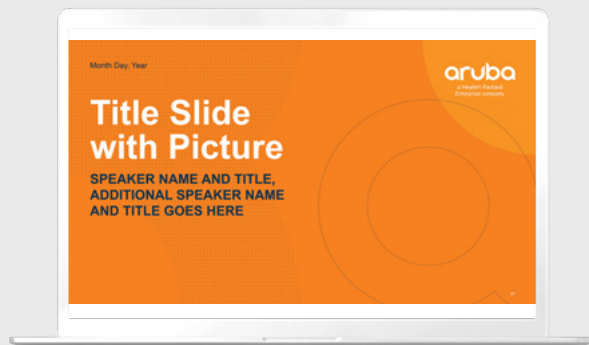 Month Day, Year
aruba
a Hewlett Packard
Enterprise company
Title Slide
with Picture
SPEAKER NAME AND TITLE,
ADDITIONAL SPEAKER NAME
AND TITLE GOES HERE